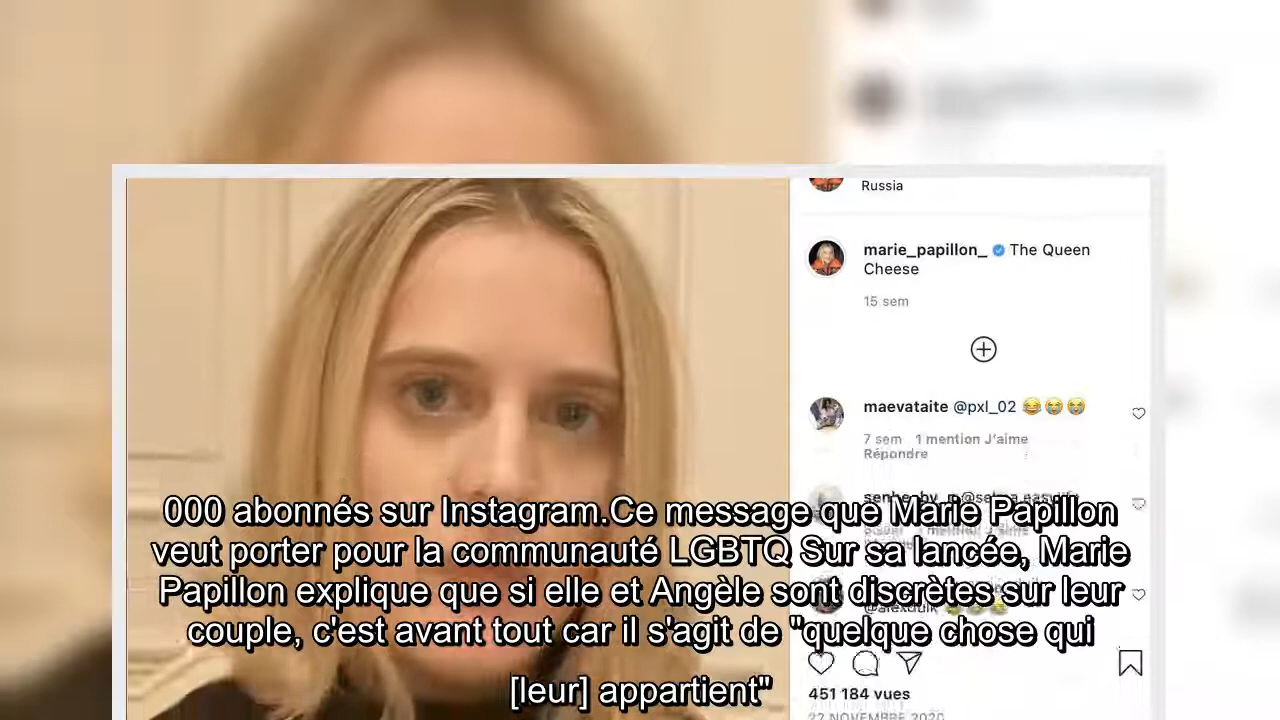 Russia
marie_papillon_ The Queen
Cheese
15 sem
maevataite @pxl_02 😂😭😭
7 sem 1 mention J'aime
Répondre
000 abonnés sur Instagram.Ce message que Marie Papillon
veut porter pour la communauté LGBTQ Sur sa lancée, Marie
Papillon explique que si elle et Angèle sont discrètes sur leur
couple, c'est avant tout car il s'agit de "quelque chose qui
[leur] appartient"
451 184 vues
22 NOVEMBRE 2020